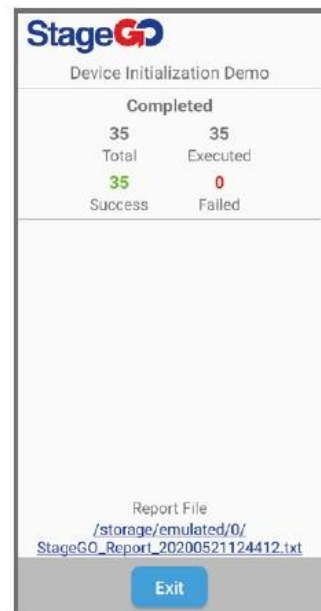 StageGO
Device Initialization Demo
Completed
35 35
Total Executed
35 0
Success Failed
Report File
/storage/emulated/0/
StageGO_Report_20200521124412.txt
Exit